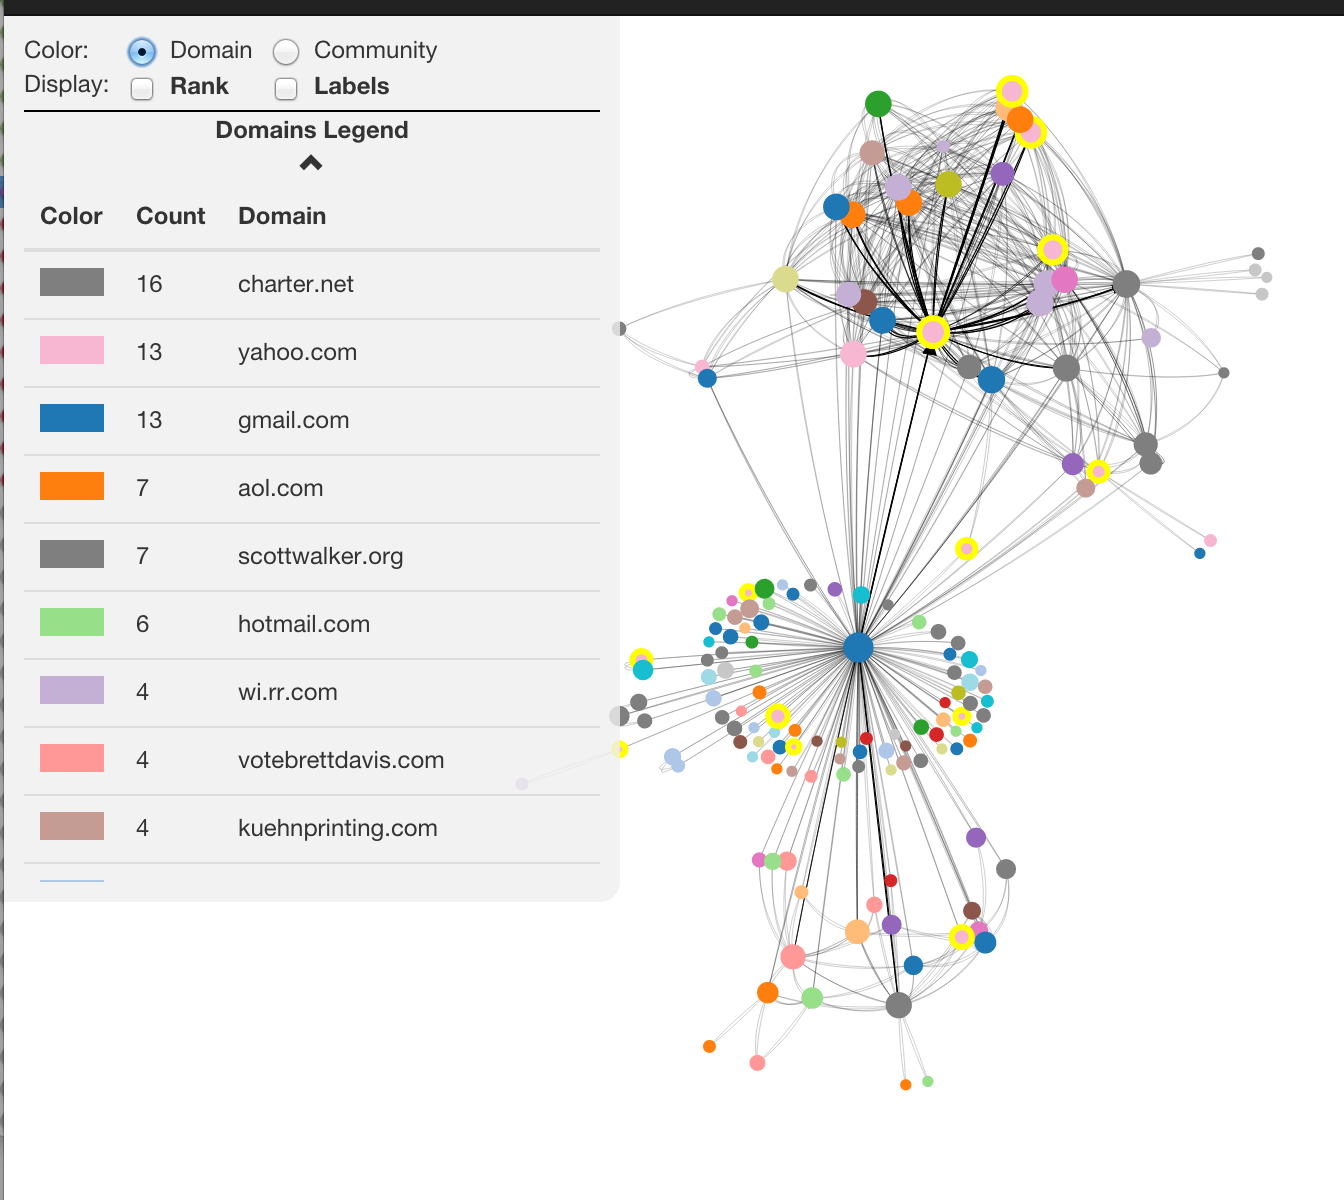 Color: Domain Community
Display: Rank Labels
Domains Legend
Color Count Domain
16 charter.net
13 yahoo.com
13 gmail.com
7 aol.com
7 scottwalker.org
6 hotmail.com
4 wi.rr.com
4 votebrettdavis.com
4 kuehnprinting.com